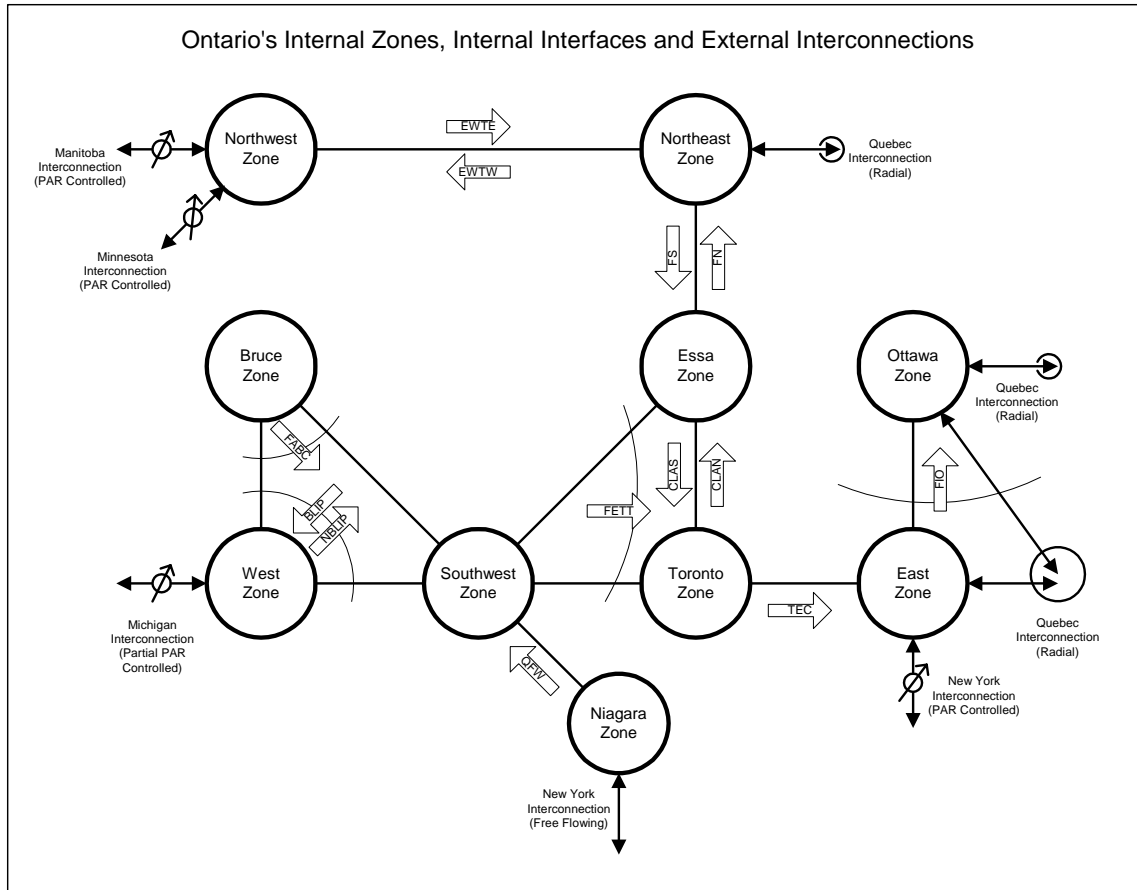 Ontario's Internal Zones, Internal Interfaces and External Interconnections
Northwest
Zone
EWTE
EWTW
Northeast
Zone
Manitoba
Interconnection
(PAR Controlled)
Quebec
Interconnection
(Radial)
Minnesota
Interconnection
(PAR Controlled)
FS
FN
Bruce
Zone
Essa
Zone
Ottawa
Zone
Quebec
Interconnection
(Radial)
FABC
CLAS
CLAN
FIO
BLIP
NBLIP
FETT
West
Zone
Southwest
Zone
Toronto
Zone
East
Zone
TEC
Michigan
Interconnection
(Partial PAR
Controlled)
Quebec
Interconnection
(Radial)
QFW
New York
Interconnection
(PAR Controlled)
Niagara
Zone
New York
Interconnection
(Free Flowing)